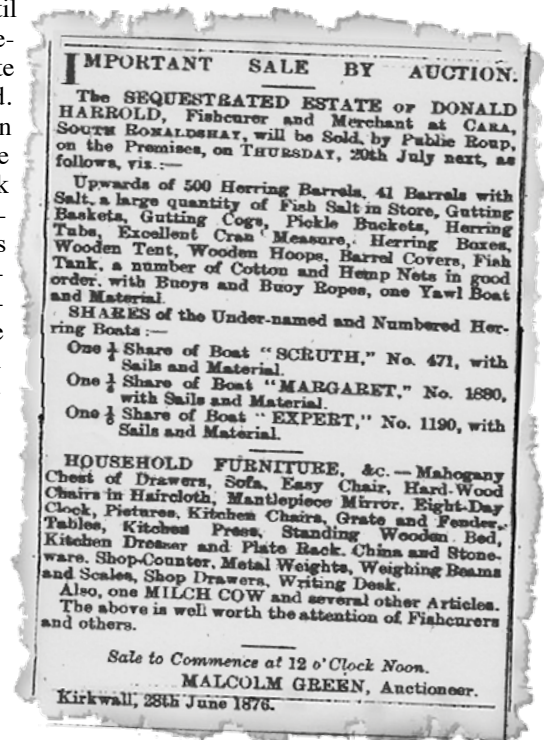 til
e-
te
d.
n
e
k
s
e
IMPORTANT SALE BY AUCTION.
The SEQUESTRATED ESTATE OF DONALD
HARROLD, Fishcurer and Merchant at CARA,
SOUTH RONALDSHAY, will be Sold, by Public Roup,
on the Premises, on THURSDAY, 20th July next, as
follows, viz.:—
Upwards of 500 Herring Barrels, 41 Barrels with
Salt, a large quantity of Fish Salt in Store, Gutting
Baskets, Gutting Cogs, Pickle Buckets, Herring
Tubs, Excellent Cran Measure, Herring Boxes,
Wooden Tent, Wooden Hoops, Barrel Covers, Fish
Tank, a number of Cotton and Hemp Nets in good
order, with Buoys and Buoy Ropes, one Yawl Boat
and Material.
SHARES of the Under-named and Numbered Her-
ring Boats:—
One Share of Boat "SCRUTH," No. 471, with
Sails and Material.
One Share of Boat "MARGARET," No. 1880,
with Sails and Material.
One Share of Boat "EXPERT," No. 1190, with
Sails and Material.
HOUSEHOLD FURNITURE, &c.—Mahogany
Chest of Drawers, Sofa, Easy Chair, Hard-Wood
Chairs in Haircloth, Mantlepiece Mirror, Eight-Day
Clock, Pictures, Kitchen Chairs, Grate and Fender,
Tables, Kitchen Press, Standing Wooden Bed,
Kitchen Dresser and Plate Rack, China and Stone-
ware, Shop-Counter, Metal Weights, Weighing Beams
and Scales, Shop Drawers, Writing Desk.
Also, one MILCH COW and several other Articles.
The above is well worth the attention of Fishcurers
and others.
Sale to Commence at 12 o'Clock Noon.
MALCOLM GREEN, Auctioneer.
Kirkwall, 28th June 1876.